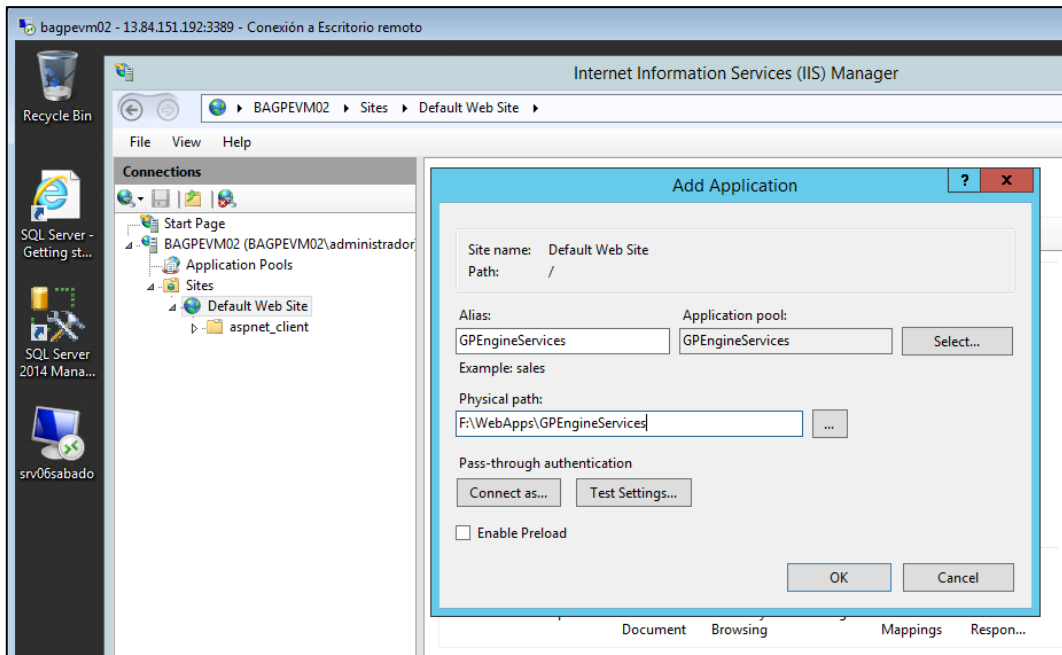 bagpevm02 - 13.84.151.192:3389 - Conexión a Escritorio remoto
Internet Information Services (IIS) Manager
Recycle Bin
BAGPEVM02 Sites Default Web Site
File View Help
Connections
Start Page
BAGPEVM02 (BAGPEVM02\administrador
Application Pools
Sites
Default Web Site
aspnet_client
SQL Server -
Getting st...
SQL Server
2014 Mana...
srv06sabado
Add Application
? x
Site name: Default Web Site
Path: /
Alias: Application pool:
GPEngineServices GPEngineServices Select...
Example: sales
Physical path:
F:\WebApps\GPEngineServices ...
Pass-through authentication
Connect as... Test Settings...
Enable Preload
OK Cancel
Document Browsing Mappings Respon...